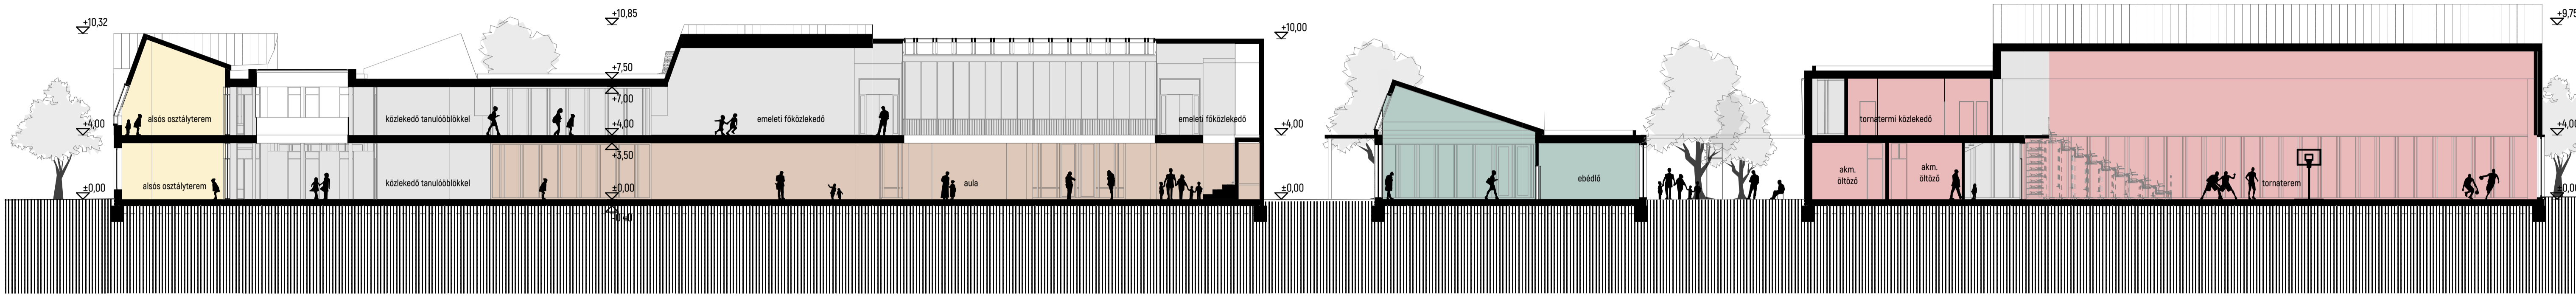 +10,32
+4,00
±0,00
alsós osztályterem
alsós osztályterem
közlekedő tanulóöblökkel
közlekedő tanulóöblökkel
+10,85
+7,50
+7,00
+4,00
+3,50
±0,00
-0,40
emeleti főközlekedő
aula
emeleti főközlekedő
+10,00
+4,00
±0,00
ebédlő
tornatermi közlekedő
akm.
öltöző
akm.
öltöző
tornaterem
+9,75
+4,00
±0,00